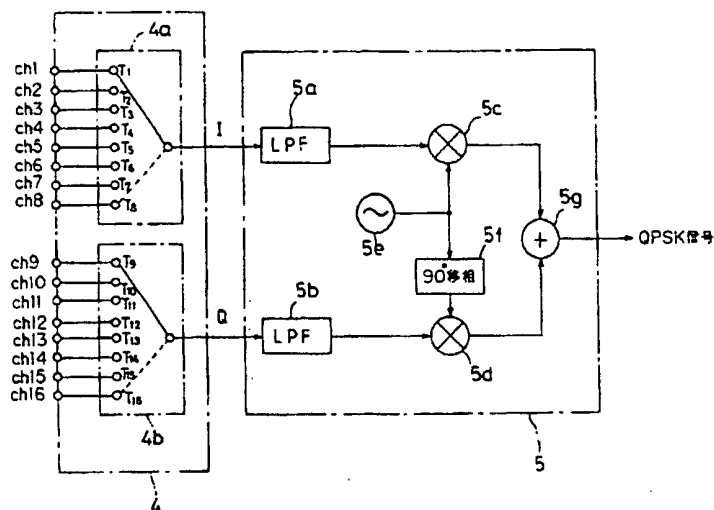 4a
ch1 T1
ch2 T2
ch3 T3
ch4 T4
ch5 T5
ch6 T6
ch7 T7
ch8 T8
I
5a
LPF
5c
5e
5f
90°移相
5g
QPSK信号
ch9 T9
ch10 T10
ch11 T11
ch12 T12
ch13 T13
ch14 T14
ch15 T15
ch16 T16
Q
5b
LPF
5d
4b
4
5